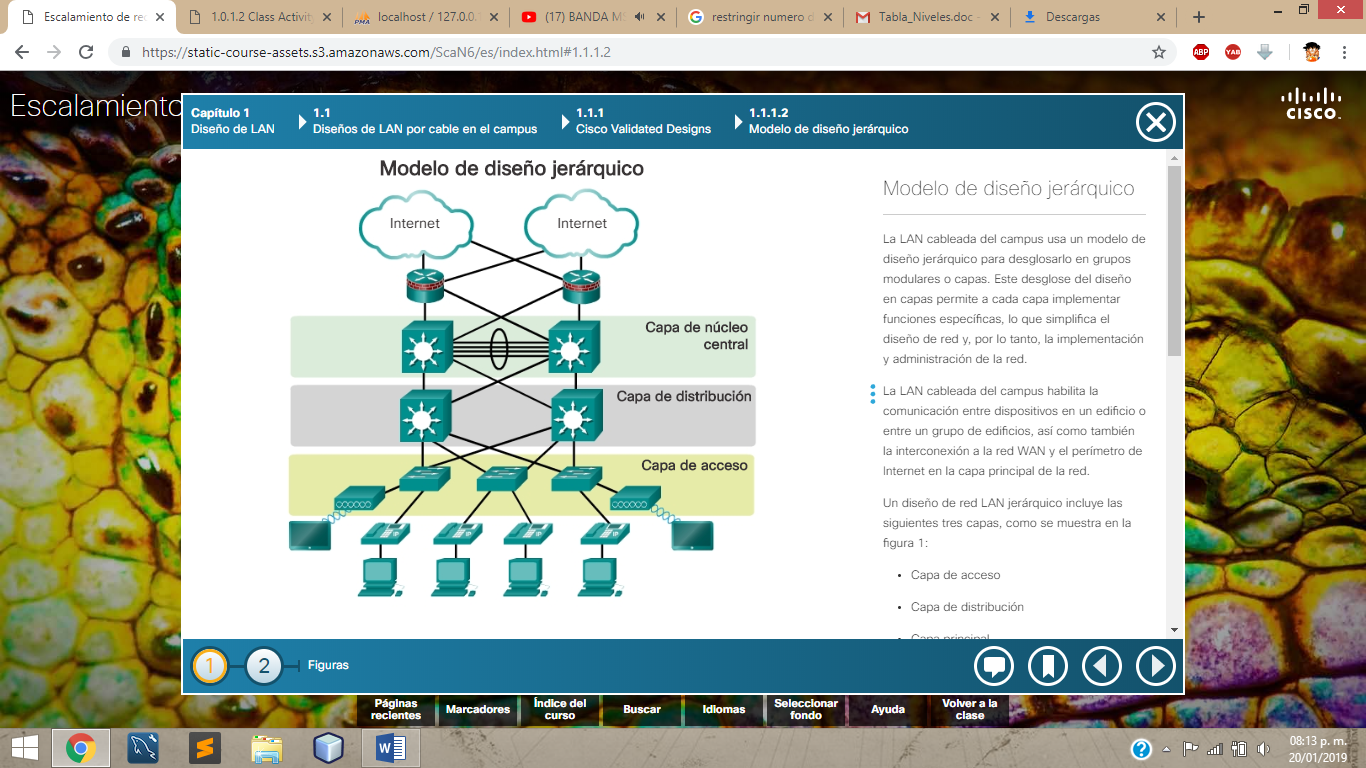 Escalamiento de re
1.0.1.2 Class Activity
localhost / 127.0.0.1
(17) BANDA MS
restringir numero d
Tabla_Niveles.doc -
Descargas
https://static-course-assets.s3.amazonaws.com/ScaN6/es/index.html#1.1.1.2
ABP
YAB
Escalamiento
CISCO
Capítulo 1
Diseño de LAN
1.1
Diseños de LAN por cable en el campus
1.1.1
Cisco Validated Designs
1.1.1.2
Modelo de diseño jerárquico
Modelo de diseño jerárquico
Internet
Internet
Capa de núcleo
central
Capa de distribución
Capa de acceso
Modelo de diseño jerárquico
La LAN cableada del campus usa un modelo de
diseño jerárquico para desglosarlo en grupos
modulares o capas. Este desglose del diseño
en capas permite a cada capa implementar
funciones específicas, lo que simplifica el
diseño de red y, por lo tanto, la implementación
y administración de la red.
La LAN cableada del campus habilita la
comunicación entre dispositivos en un edificio o
entre un grupo de edificios, así como también
la interconexión a la red WAN y el perímetro de
Internet en la capa principal de la red.
Un diseño de red LAN jerárquico incluye las
siguientes tres capas, como se muestra en la
figura 1:
• Capa de acceso
• Capa de distribución
• Capa principal
1
2
Figuras
Páginas
recientes
Marcadores
Índice del
curso
Buscar
Idiomas
Seleccionar
fondo
Ayuda
Volver a la
clase
08:13 p. m.
20/01/2019